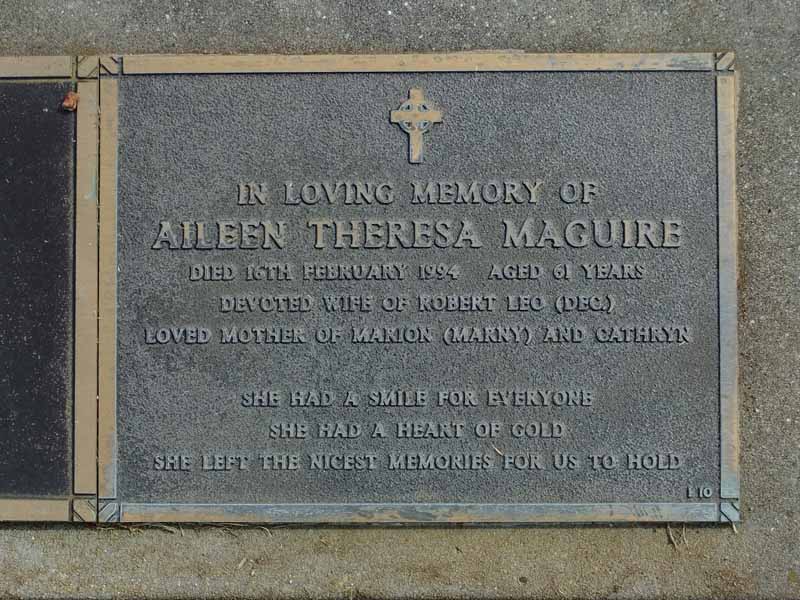 IN LOVING MEMORY OF
AILEEN THERESA MAGUIRE
DIED 16TH FEBRUARY 1994 AGED 61 YEARS
DEVOTED WIFE OF ROBERT LEO (DEC.)
LOVED MOTHER OF MARION (MARNY) AND CATHRYN
SHE HAD A SMILE FOR EVERYONE
SHE HAD A HEART OF GOLD
SHE LEFT THE NICEST MEMORIES FOR US TO HOLD